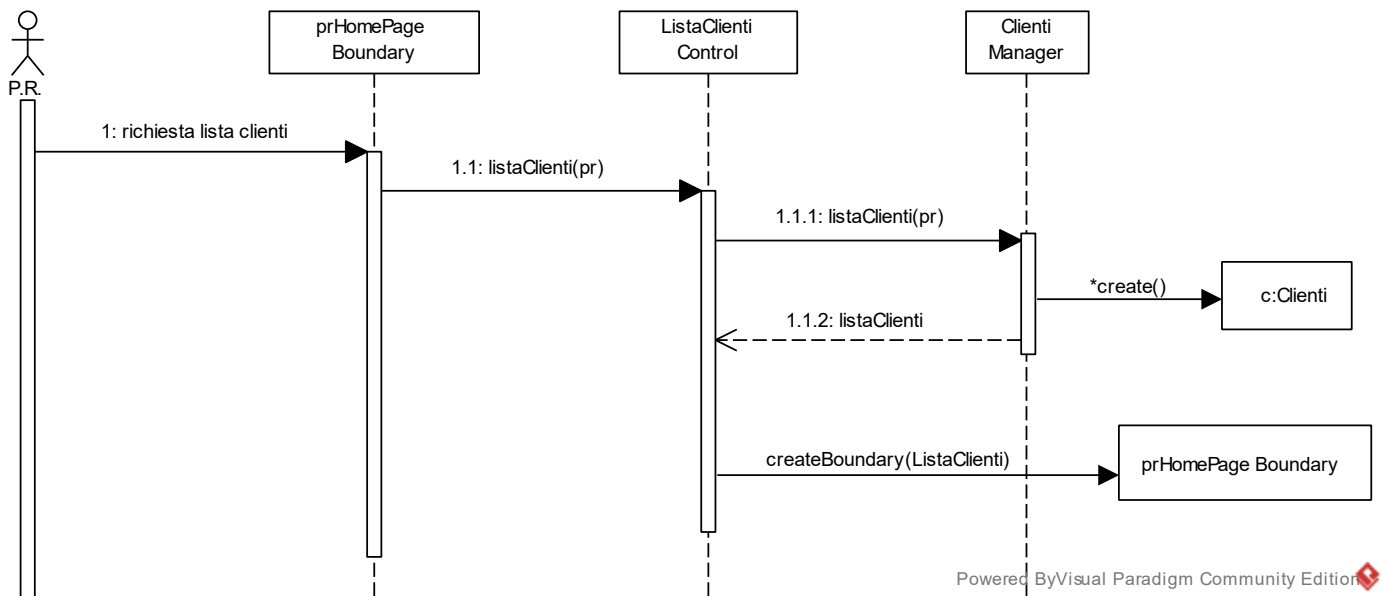 P.R.
prHomePage
Boundary
ListaClienti
Control
Clienti
Manager
1: richiesta lista clienti
1.1: listaClienti(pr)
1.1.1: listaClienti(pr)
*create()
c:Clienti
1.1.2: listaClienti
createBoundary(ListaClienti)
prHomePage Boundary
Powered ByVisual Paradigm Community Edition